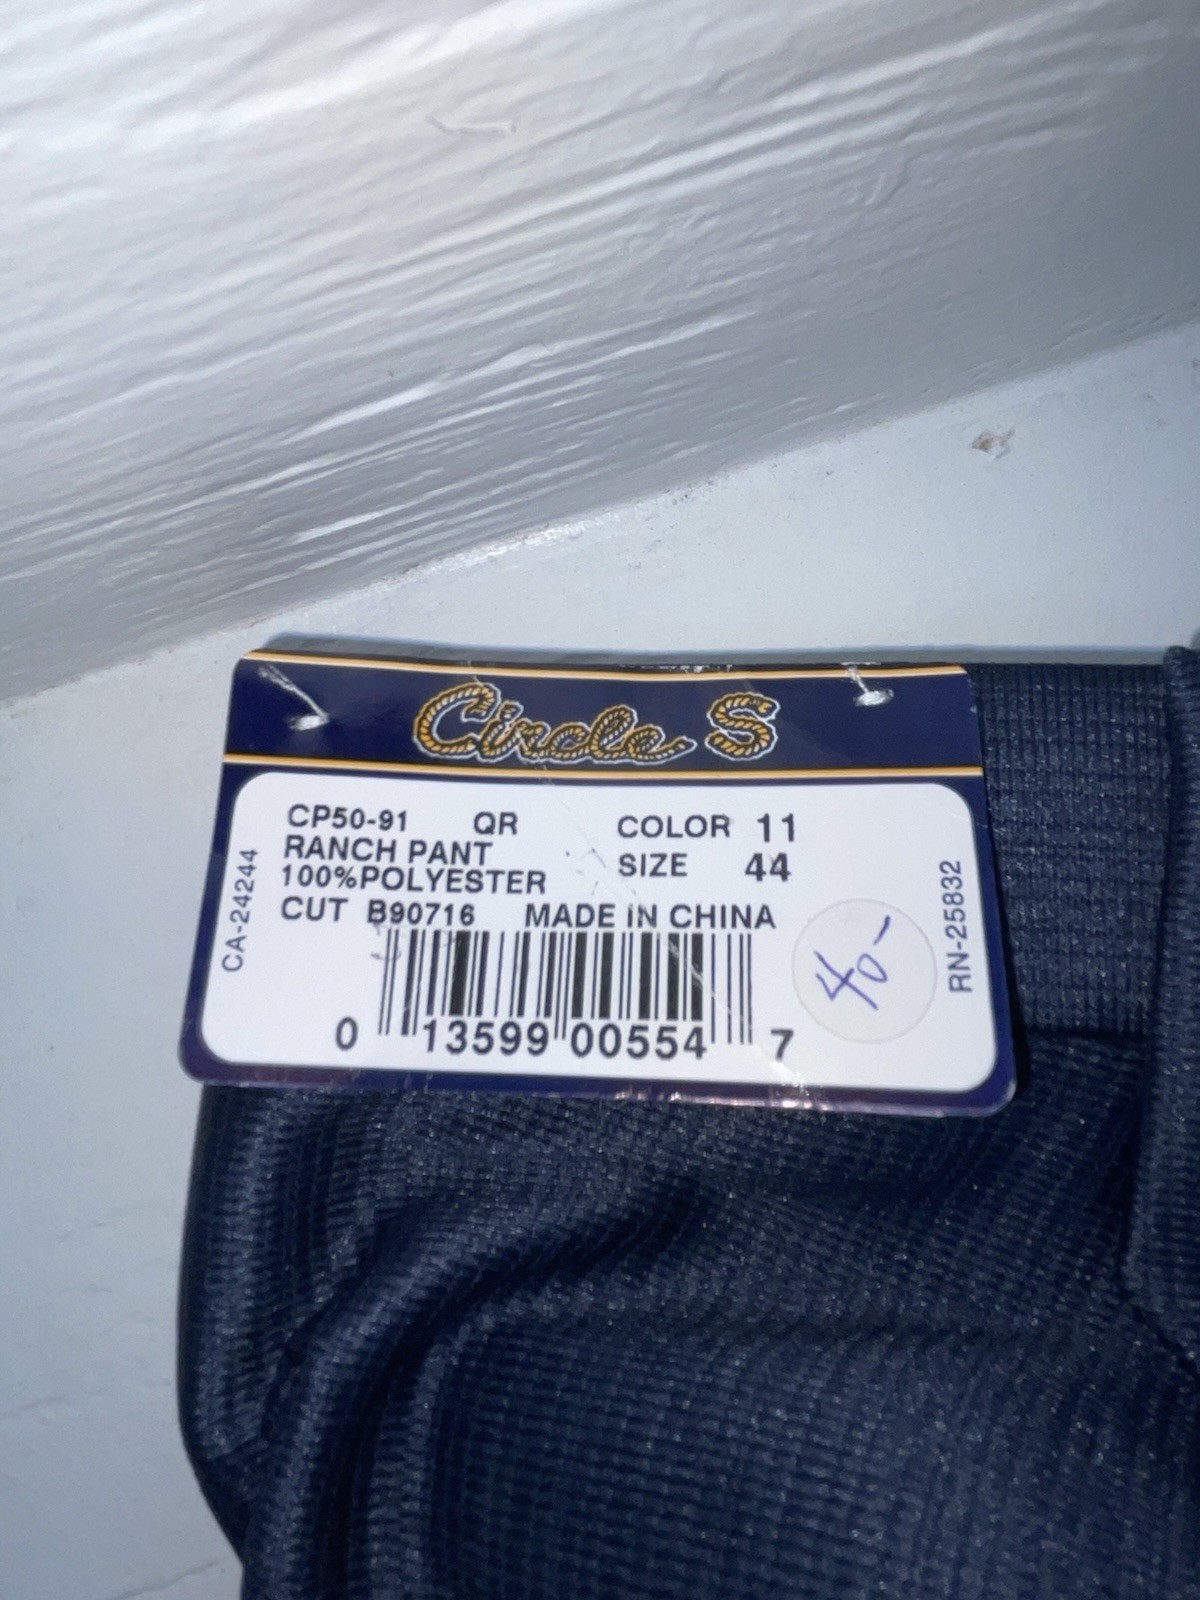 Circle S
CP50-91 QR COLOR 11
RANCH PANT SIZE 44
100%POLYESTER
CUT B90716 MADE IN CHINA
CA-24244
RN-25832
40-
0 13599 00554 7